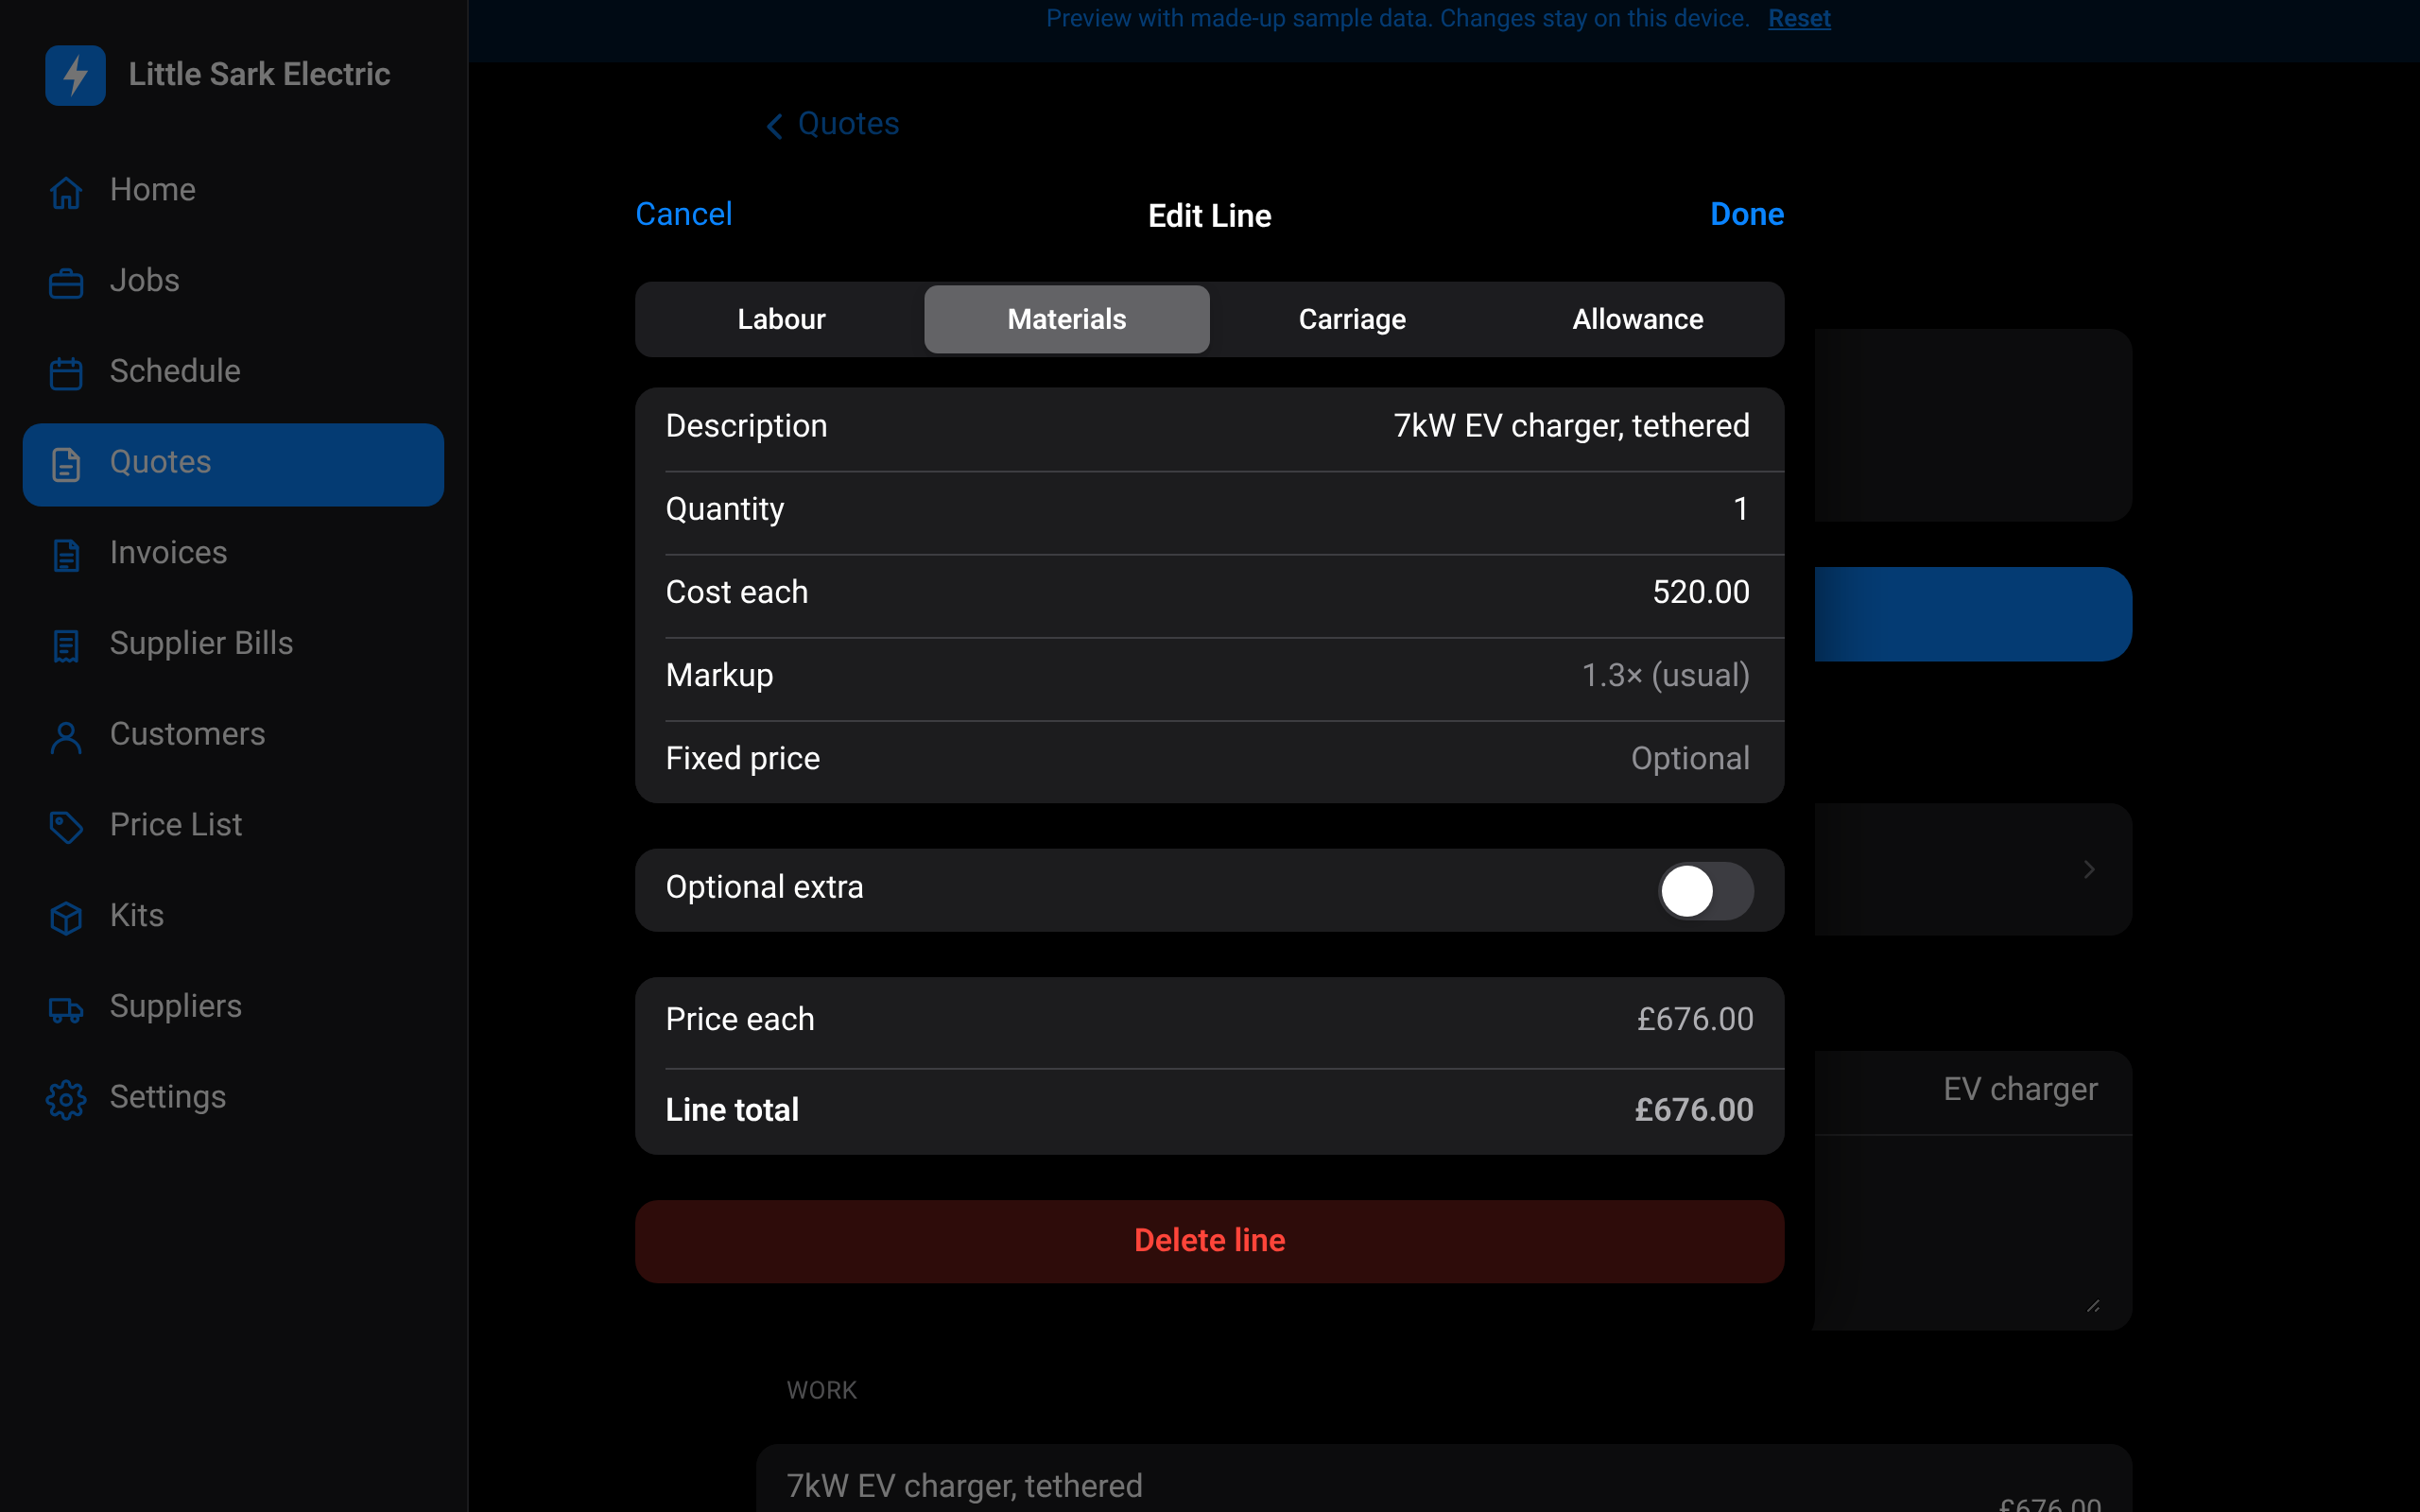 Little Sark Electric
Home
Jobs
Schedule
Quotes
Invoices
Supplier Bills
Customers
Price List
Kits
Suppliers
Settings
Preview with made-up sample data. Changes stay on this device. Reset
Quotes
Cancel
Edit Line
Done
Labour
Materials
Carriage
Allowance
Description 7kW EV charger, tethered
Quantity 1
Cost each 520.00
Markup 1.3× (usual)
Fixed price Optional
Optional extra
Price each £676.00
Line total £676.00
Delete line
EV charger
WORK
7kW EV charger, tethered
£676.00